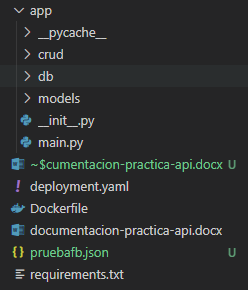 app
__pycache__
crud
db
models
__init__.py
main.py
~$cumentacion-practica-api.docx U
deployment.yaml
Dockerfile
documentacion-practica-api.docx
pruebafb.json U
requirements.txt